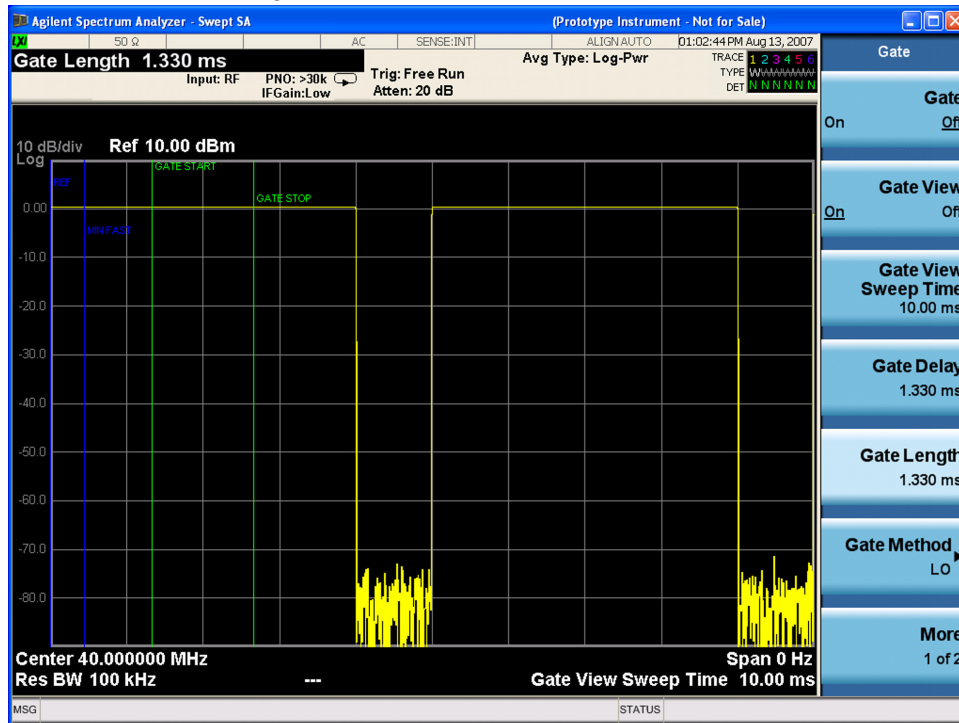 Agilent Spectrum Analyzer - Swept SA (Prototype Instrument - Not for Sale)
LXI 50 Ω AC SENSE:INT ALIGN AUTO 01:02:44 PM Aug 13, 2007
Gate Length 1.330 ms
Input: RF PNO: >30k Trig: Free Run Avg Type: Log-Pwr TRACE 1 2 3 4 5 6
IFGain:Low Atten: 20 dB TYPE WWWWWW
DET N N N N N N
10 dB/div Ref 10.00 dBm
Log
REF GATE START
GATE STOP
0.00
MIN FAST
-10.0
-20.0
-30.0
-40.0
-50.0
-60.0
-70.0
-80.0
Center 40.000000 MHz Span 0 Hz
Res BW 100 kHz --- Gate View Sweep Time 10.00 ms
MSG STATUS
Gate
Gate
On Off
Gate View
On Off
Gate View
Sweep Time
10.00 ms
Gate Delay
1.330 ms
Gate Length
1.330 ms
Gate Method
LO
More
1 of 2